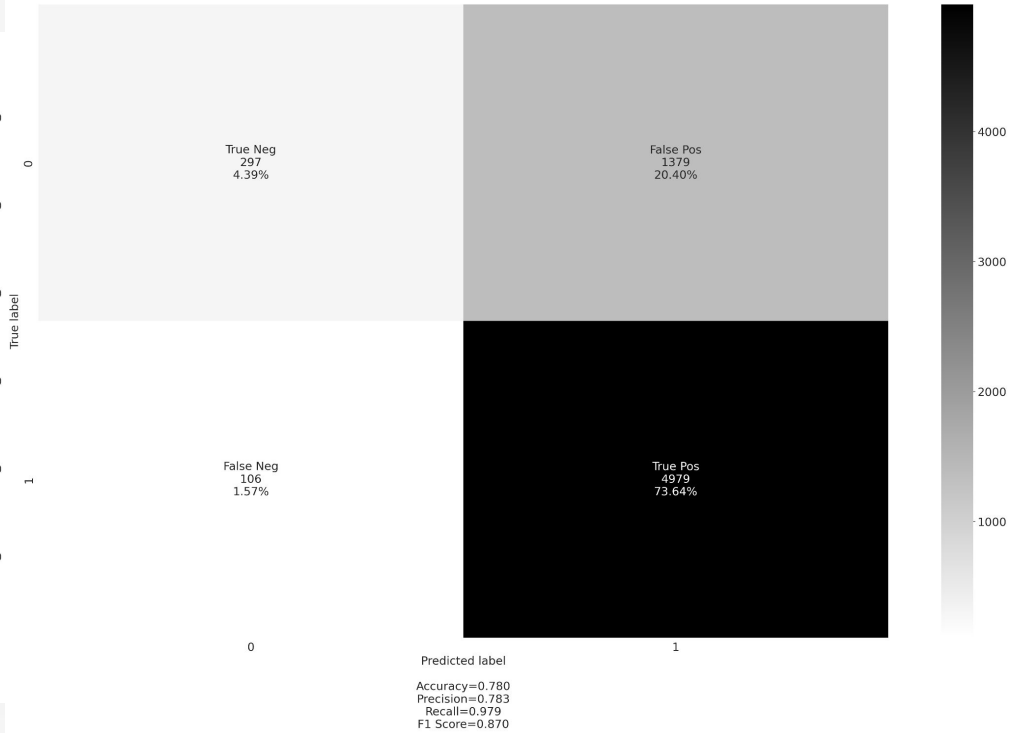 True Neg
297
4.39%
False Pos
1379
20.40%
0
True label
False Neg
106
1.57%
True Pos
4979
73.64%
1
0
1
Predicted label
Accuracy=0.780
Precision=0.783
Recall=0.979
F1 Score=0.870
4000
3000
2000
1000